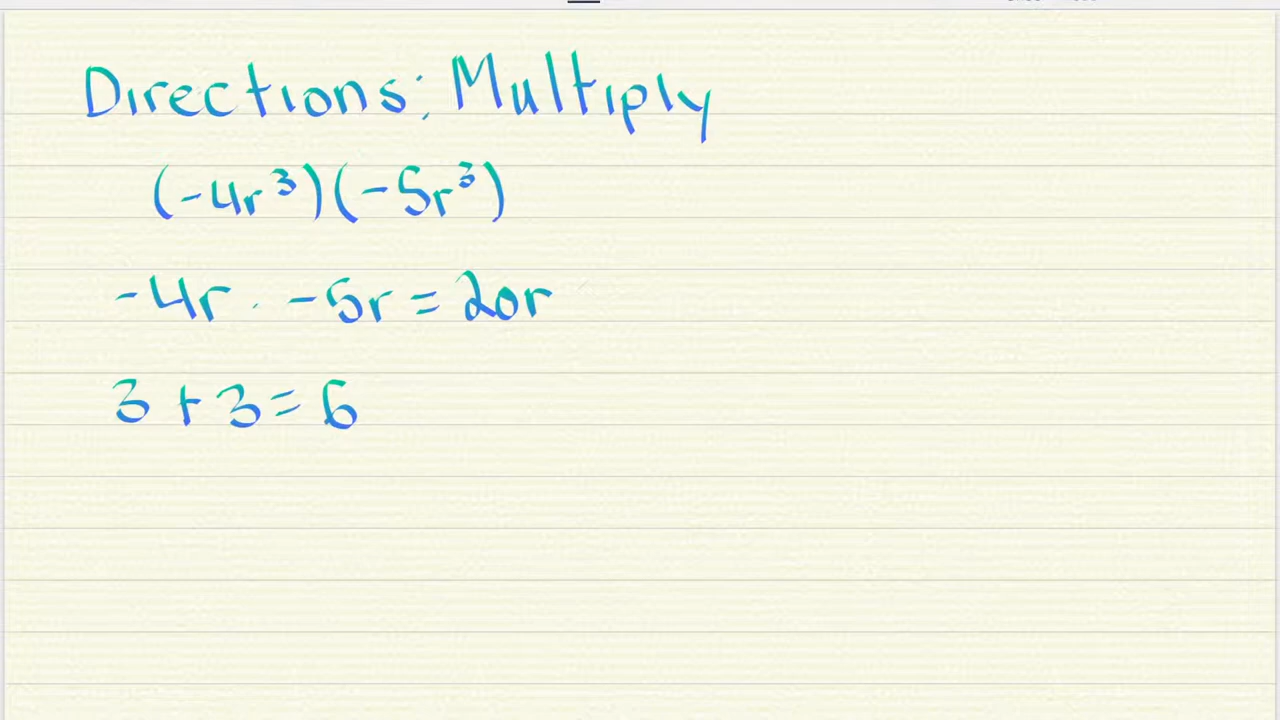 Directions: Multiply
(-4r³)(-5r³)
-4r · -5r = 20r
3 + 3 = 6